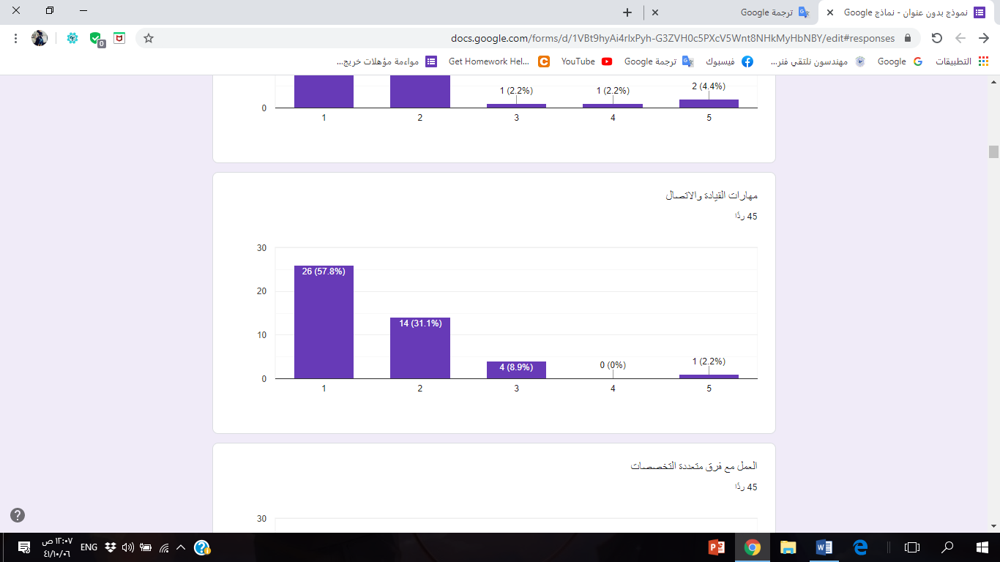 نموذج بدون عنوان - نماذج Google
ترجمة Google
docs.google.com/forms/d/1VBt9hyAi4rlxPyh-G3ZVH0c5PXcV5Wnt8NHkMyHbNBY/edit#responses
0
التطبيقات
Google
مهندسون نلتقي فنر...
فيسبوك
ترجمة Google
YouTube
Get Homework Hel...
مواءمة مؤهلات خريج...
1 (2.2%)
1 (2.2%)
2 (4.4%)
0
1
2
3
4
5
مهارات القيادة والاتصال
45 ردًا
30
20
10
0
26 (57.8%)
14 (31.1%)
4 (8.9%)
0 (0%)
1 (2.2%)
1
2
3
4
5
العمل مع فرق متعددة التخصصات
45 ردًا
30
ENG
١٢:٠٧ ص
٤١/١٠/٠٦